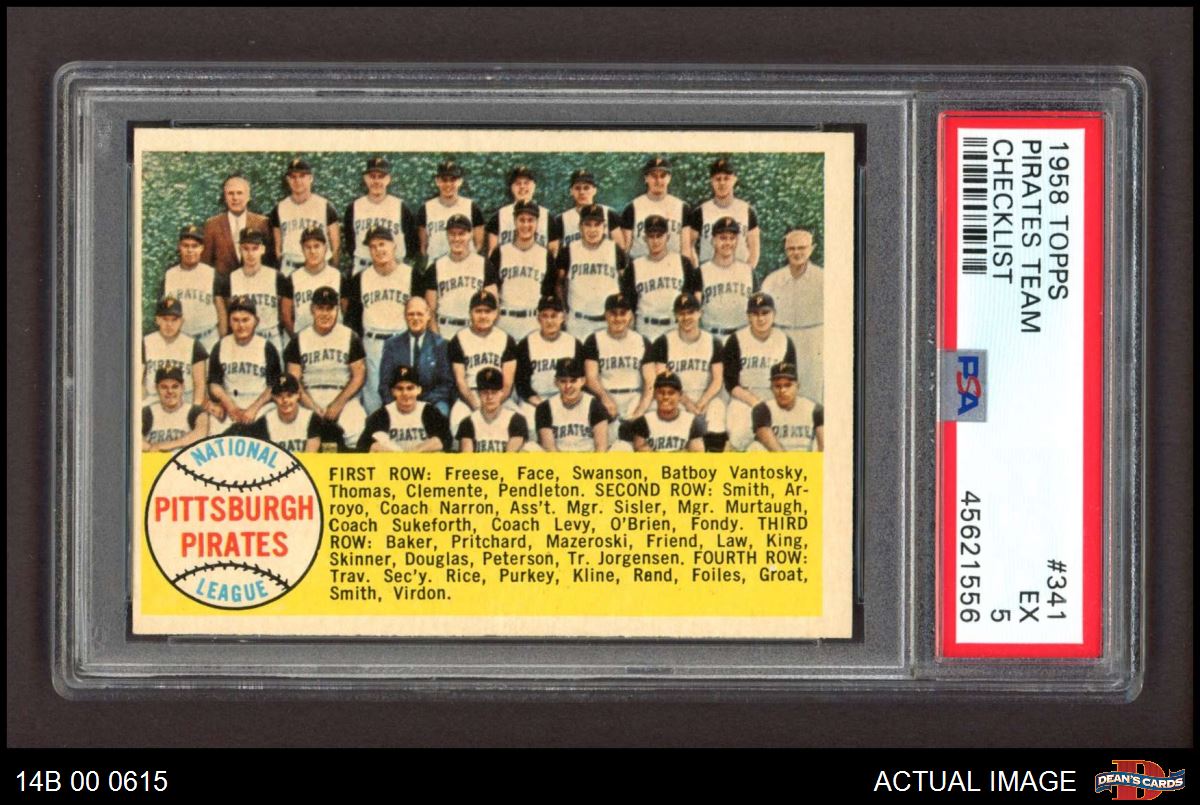 NATIONAL
PITTSBURGH
PIRATES
LEAGUE
FIRST ROW: Freese, Face, Swanson, Batboy Vantosky,
Thomas, Clemente, Pendleton. SECOND ROW: Smith, Ar-
royo, Coach Narron, Ass't. Mgr. Sisler, Mgr. Murtaugh,
Coach Sukeforth, Coach Levy, O'Brien, Fondy. THIRD
ROW: Baker, Pritchard, Mazeroski, Friend, Law, King,
Skinner, Douglas, Peterson, Tr. Jorgensen. FOURTH ROW:
Trav. Sec'y. Rice, Purkey, Kline, Rand, Foiles, Groat,
Smith, Virdon.
1958 TOPPS #341
PIRATES TEAM EX
CHECKLIST 5
45621556
PSA
14B 00 0615
ACTUAL IMAGE
D
DEAN'S CARDS